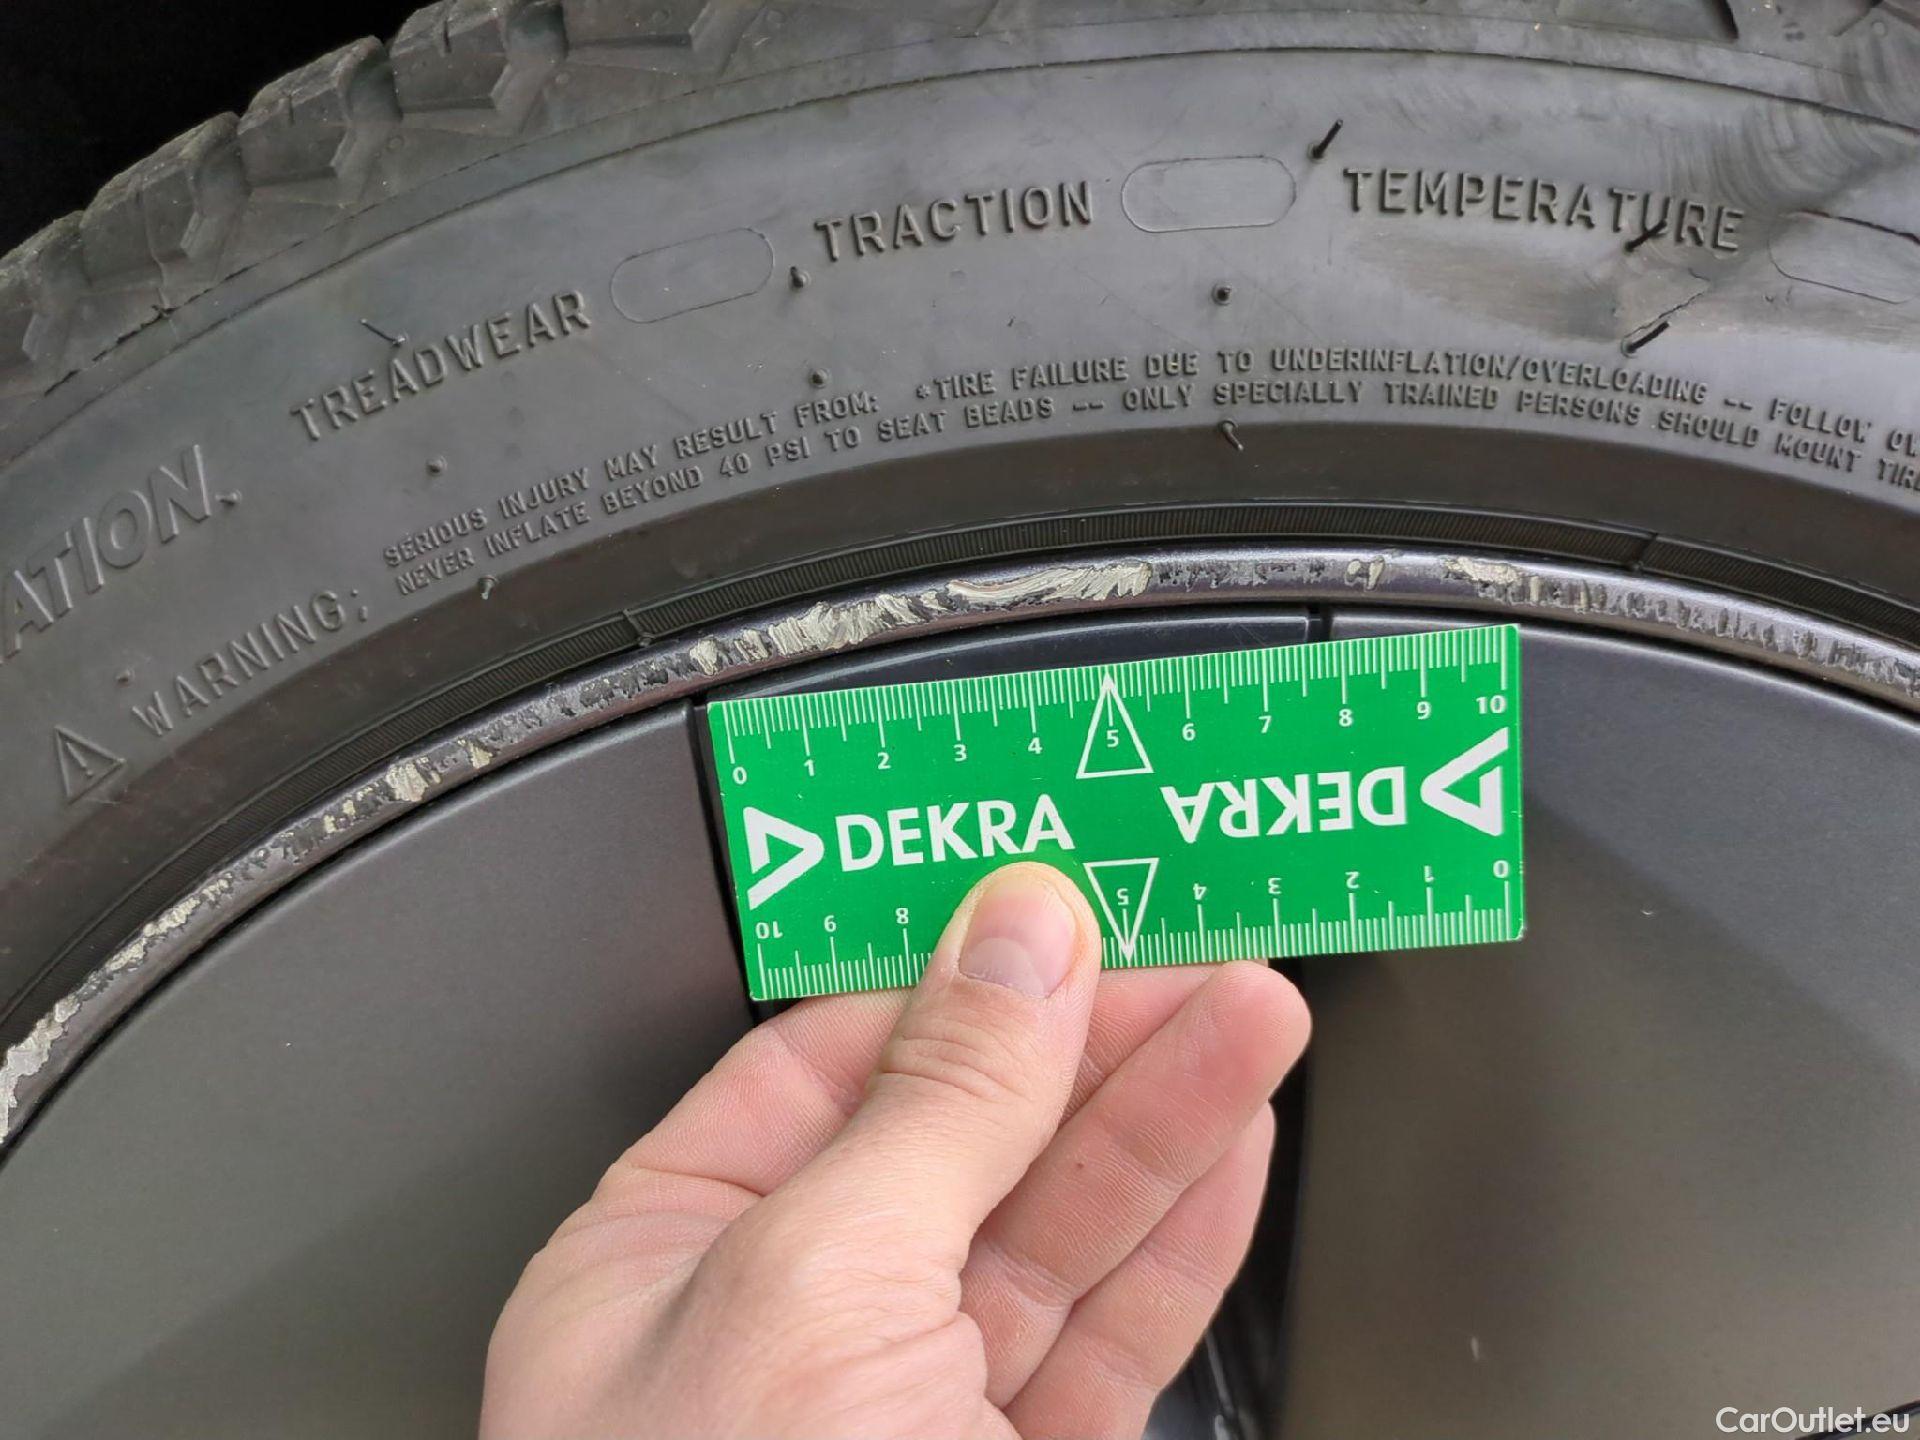 TREADWEAR TRACTION TEMPERATURE
ATION.
WARNING: SERIOUS INJURY MAY RESULT FROM: *TIRE FAILURE DUE TO UNDERINFLATION/OVERLOADING -- FOLLOW
NEVER INFLATE BEYOND 40 PSI TO SEAT BEADS -- ONLY SPECIALLY TRAINED PERSONS SHOULD MOUNT
0 1 2 3 4 5 6 7 8 9 10
DEKRA DEKRA
10 9 8 5 4 3 2 1 0
CarOutlet.eu